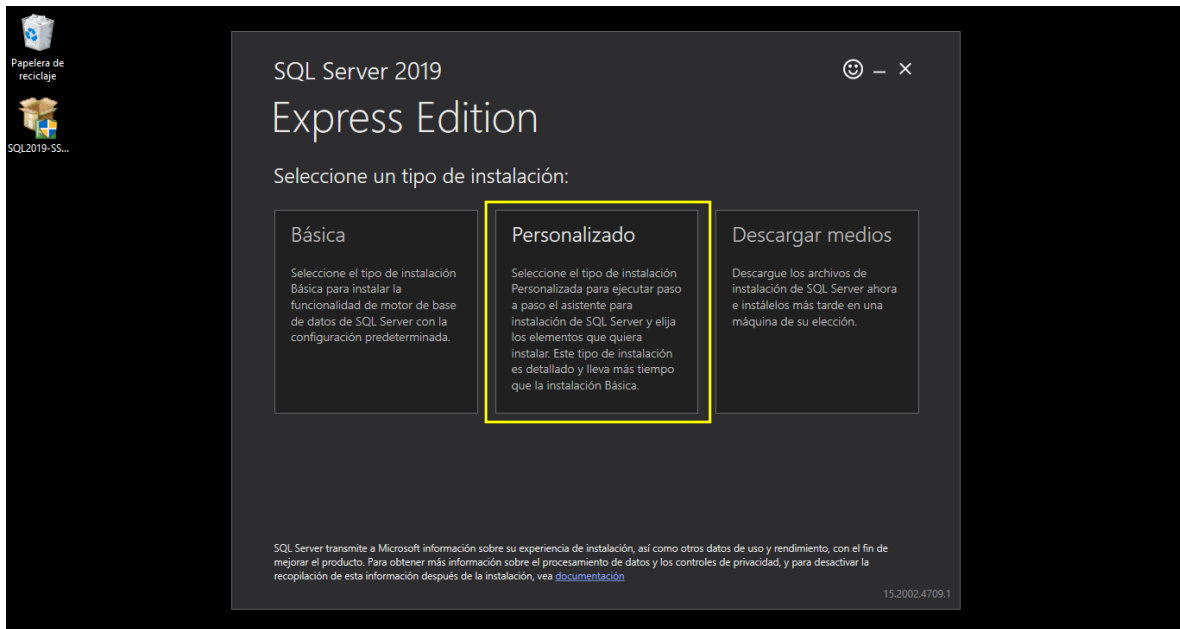 Papelera de
reciclaje
SQL2019-SS...
SQL Server 2019
Express Edition
Seleccione un tipo de instalación:
Básica
Seleccione el tipo de instalación
Básica para instalar la
funcionalidad de motor de base
de datos de SQL Server con la
configuración predeterminada.
Personalizado
Seleccione el tipo de instalación
Personalizada para ejecutar paso
a paso el asistente para
instalación de SQL Server y elija
los elementos que quiera
instalar. Este tipo de instalación
es detallado y lleva más tiempo
que la instalación Básica.
Descargar medios
Descargue los archivos de
instalación de SQL Server ahora
e instálelos más tarde en una
máquina de su elección.
SQL Server transmite a Microsoft información sobre su experiencia de instalación, así como otros datos de uso y rendimiento, con el fin de
mejorar el producto. Para obtener más información sobre el procesamiento de datos y los controles de privacidad, y para desactivar la
recopilación de esta información después de la instalación, vea documentación
15.2002.4709.1